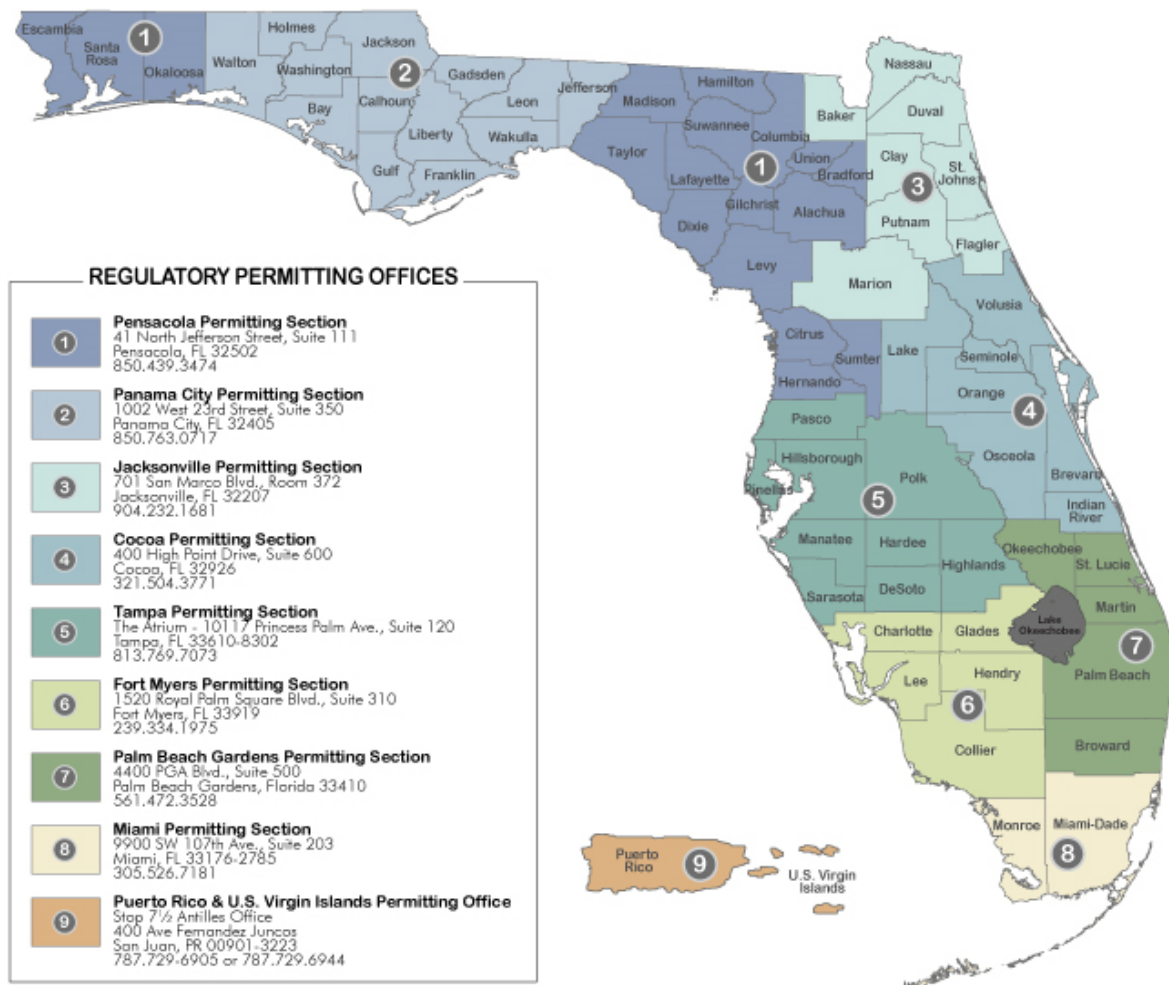 Escambia
Santa
Rosa
1
Okaloosa
Walton
Holmes
Washington
Bay
Jackson
2
Calhoun
Gulf
Gadsden
Liberty
Franklin
Leon
Wakulla
Jefferson
Madison
Taylor
Hamilton
Suwannee
Lafayette
Dixie
Columbia
1
Gilchrist
Union
Bradford
Alachua
Levy
Baker
Nassau
Duval
Clay
3
St.
Johns
Putnam
Flagler
Marion
Citrus
Sumter
Hernando
Lake
Volusia
Seminole
Orange
4
Osceola
Brevard
Indian
River
Pasco
Hillsborough
Pinellas
Polk
5
Manatee
Hardee
Highlands
Sarasota
DeSoto
Okeechobee
St. Lucie
Martin
Lake
Okeechobee
7
Palm Beach
Broward
Charlotte
Glades
Lee
Hendry
6
Collier
Monroe
Miami-Dade
8
Puerto
Rico
9
U.S. Virgin
Islands
REGULATORY PERMITTING OFFICES
1
Pensacola Permitting Section
41 North Jefferson Street, Suite 111
Pensacola, FL 32502
850.439.3474
2
Panama City Permitting Section
1002 West 23rd Street, Suite 350
Panama City, FL 32405
850.763.0717
3
Jacksonville Permitting Section
701 San Marco Blvd., Room 372
Jacksonville, FL 32207
904.232.1681
4
Cocoa Permitting Section
400 High Point Drive, Suite 600
Cocoa, FL 32926
321.504.3771
5
Tampa Permitting Section
The Atrium - 10117 Princess Palm Ave., Suite 120
Tampa, FL 33610-8302
813.769.7073
6
Fort Myers Permitting Section
1520 Royal Palm Square Blvd., Suite 310
Fort Myers, FL 33919
239.334.1975
7
Palm Beach Gardens Permitting Section
4400 PGA Blvd., Suite 500
Palm Beach Gardens, Florida 33410
561.472.3528
8
Miami Permitting Section
9900 SW 107th Ave., Suite 203
Miami, FL 33176-2785
305.526.7181
9
Puerto Rico & U.S. Virgin Islands Permitting Office
Stop 7½ Antilles Office
400 Ave Fernandez Juncos
San Juan, PR 00901-3223
787.729-6905 or 787.729.6944